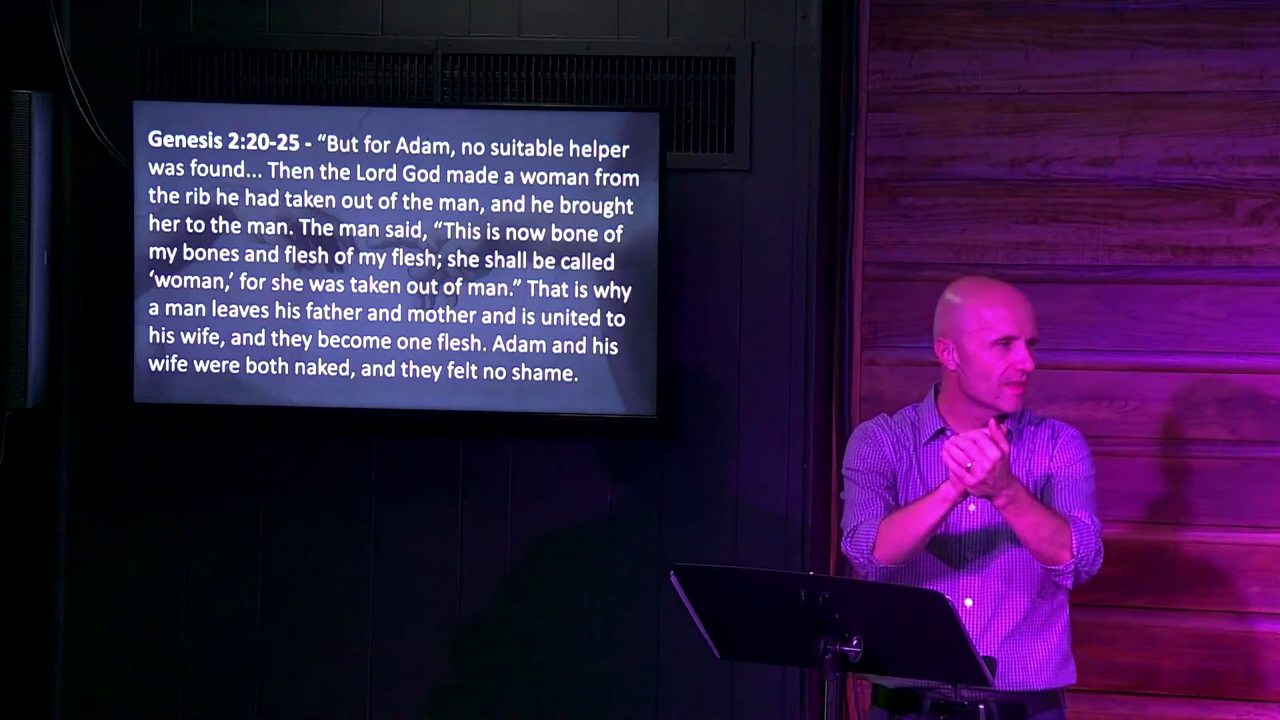 Genesis 2:20-25 - “But for Adam, no suitable helper
was found... Then the Lord God made a woman from
the rib he had taken out of the man, and he brought
her to the man. The man said, “This is now bone of
my bones and flesh of my flesh; she shall be called
‘woman,’ for she was taken out of man.” That is why
a man leaves his father and mother and is united to
his wife, and they become one flesh. Adam and his
wife were both naked, and they felt no shame.